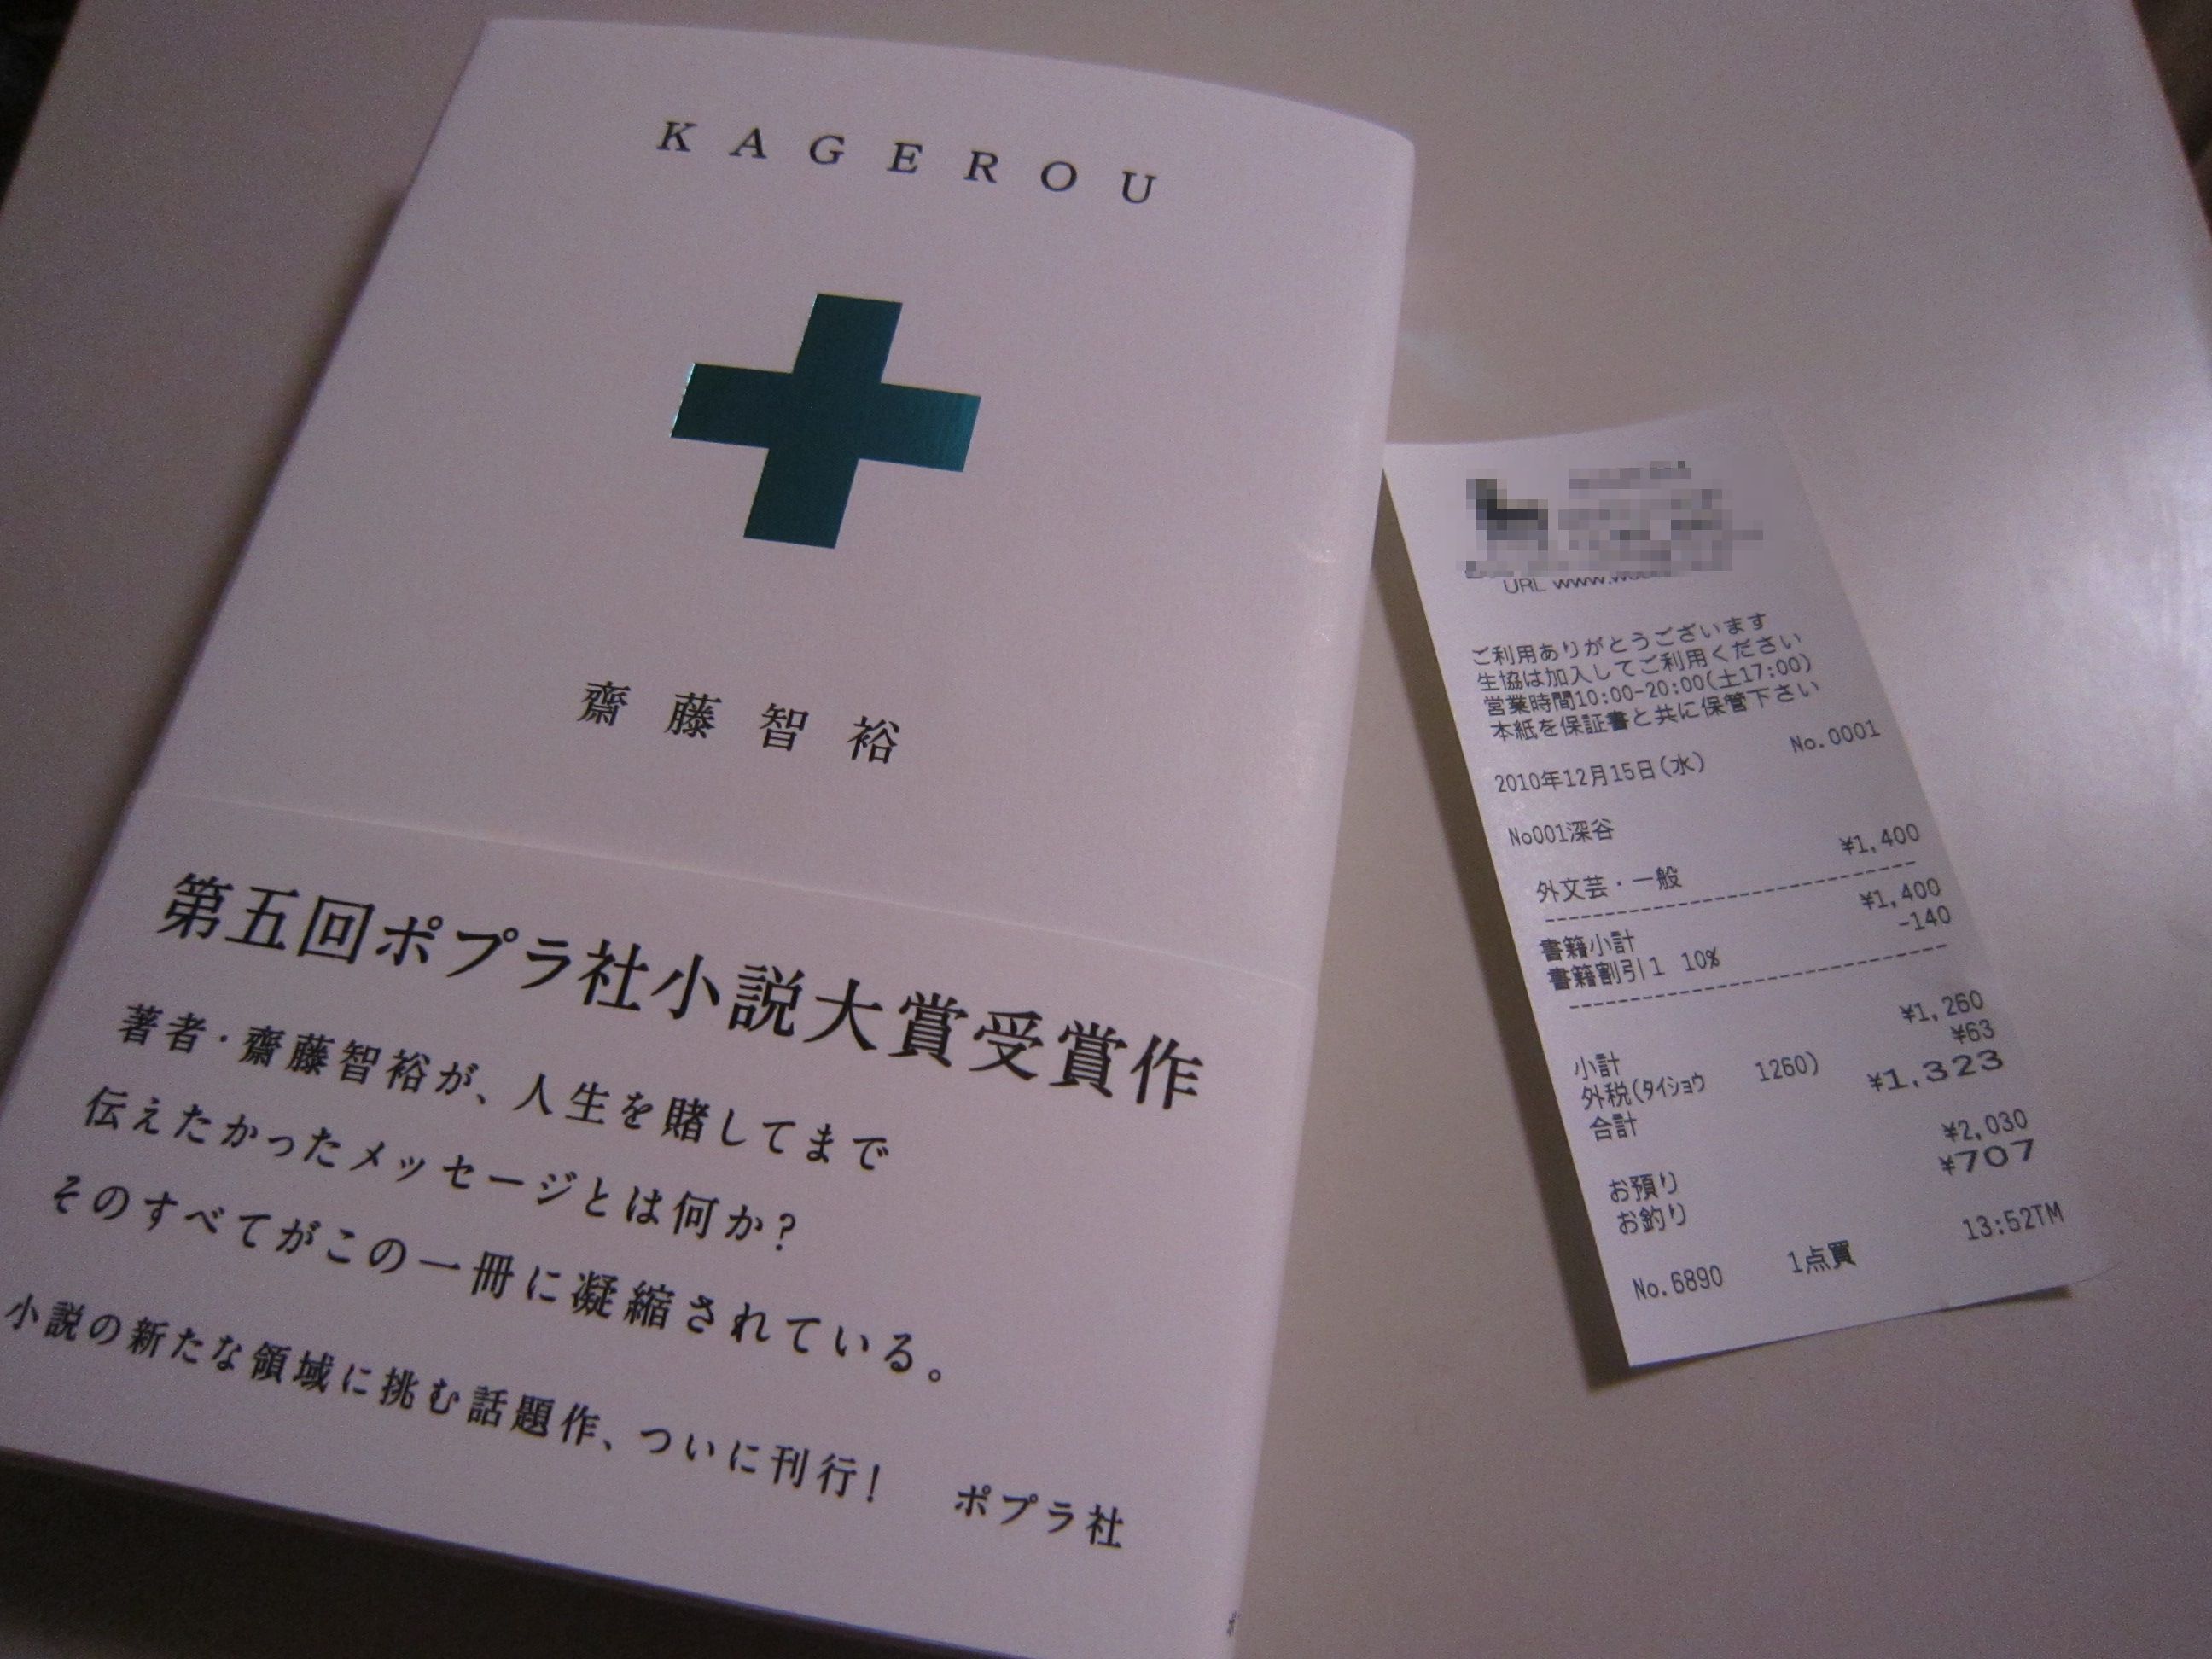 KAGEROU
齋藤智裕
第五回ポプラ社小説大賞受賞作
著者・齋藤智裕が、人生を賭してまで
伝えたかったメッセージとは何か?
そのすべてがこの一冊に凝縮されている。
小説の新たな領域に挑む話題作、ついに刊行! ポプラ社
URL
ご利用ありがとうございます
生協は加入してご利用ください
営業時間10:00-20:00(土17:00)
本紙を保証書と共に保管下さい
2010年12月15日(水) No.0001
No001深谷
外文芸・一般 ¥1,400
書籍小計 ¥1,400
書籍割引1 10% -140
小計 ¥1,260
外税(タイショウ 1260) ¥63
合計 ¥1,323
お預り ¥2,030
お釣り ¥707
No.6890 1点買 13:52TM